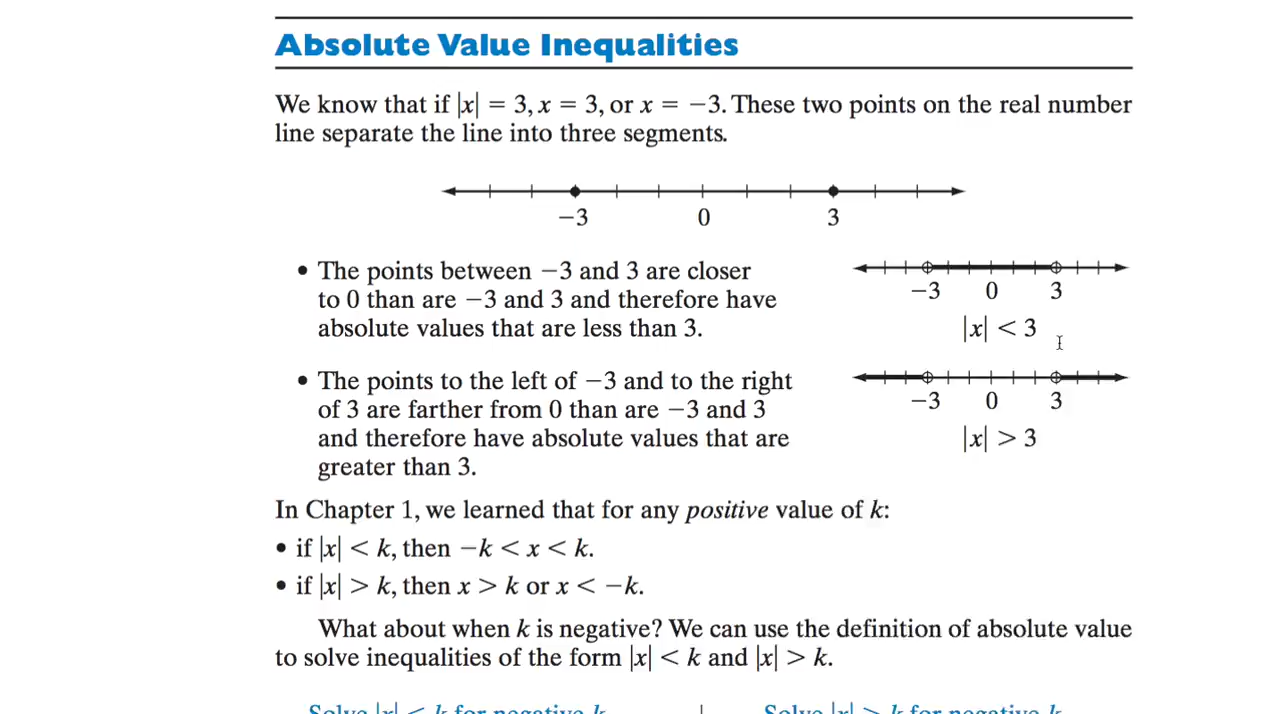 Absolute Value Inequalities
We know that if |x| = 3, x = 3, or x = −3. These two points on the real number
line separate the line into three segments.
−3 0 3
• The points between −3 and 3 are closer
to 0 than are −3 and 3 and therefore have
absolute values that are less than 3.
−3 0 3
|x| < 3
• The points to the left of −3 and to the right
of 3 are farther from 0 than are −3 and 3
and therefore have absolute values that are
greater than 3.
−3 0 3
|x| > 3
In Chapter 1, we learned that for any positive value of k:
• if |x| < k, then −k < x < k.
• if |x| > k, then x > k or x < −k.
What about when k is negative? We can use the definition of absolute value
to solve inequalities of the form |x| < k and |x| > k.
Solve |x| < k for negative k
Solve |x| > k for negative k